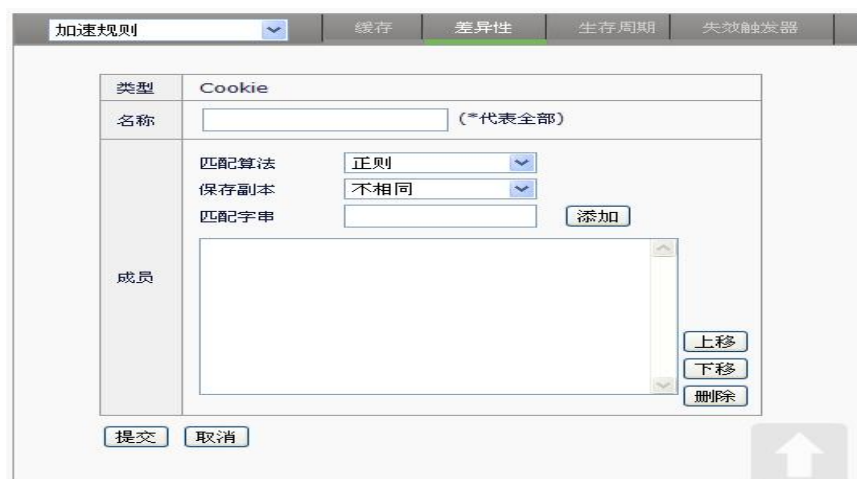 加速规则 缓存 差异性 生存周期 失效触发器
类型 Cookie
名称 (*代表全部)
匹配算法 正则
保存副本 不相同
匹配字串 添加
成员
上移
下移
删除
提交 取消